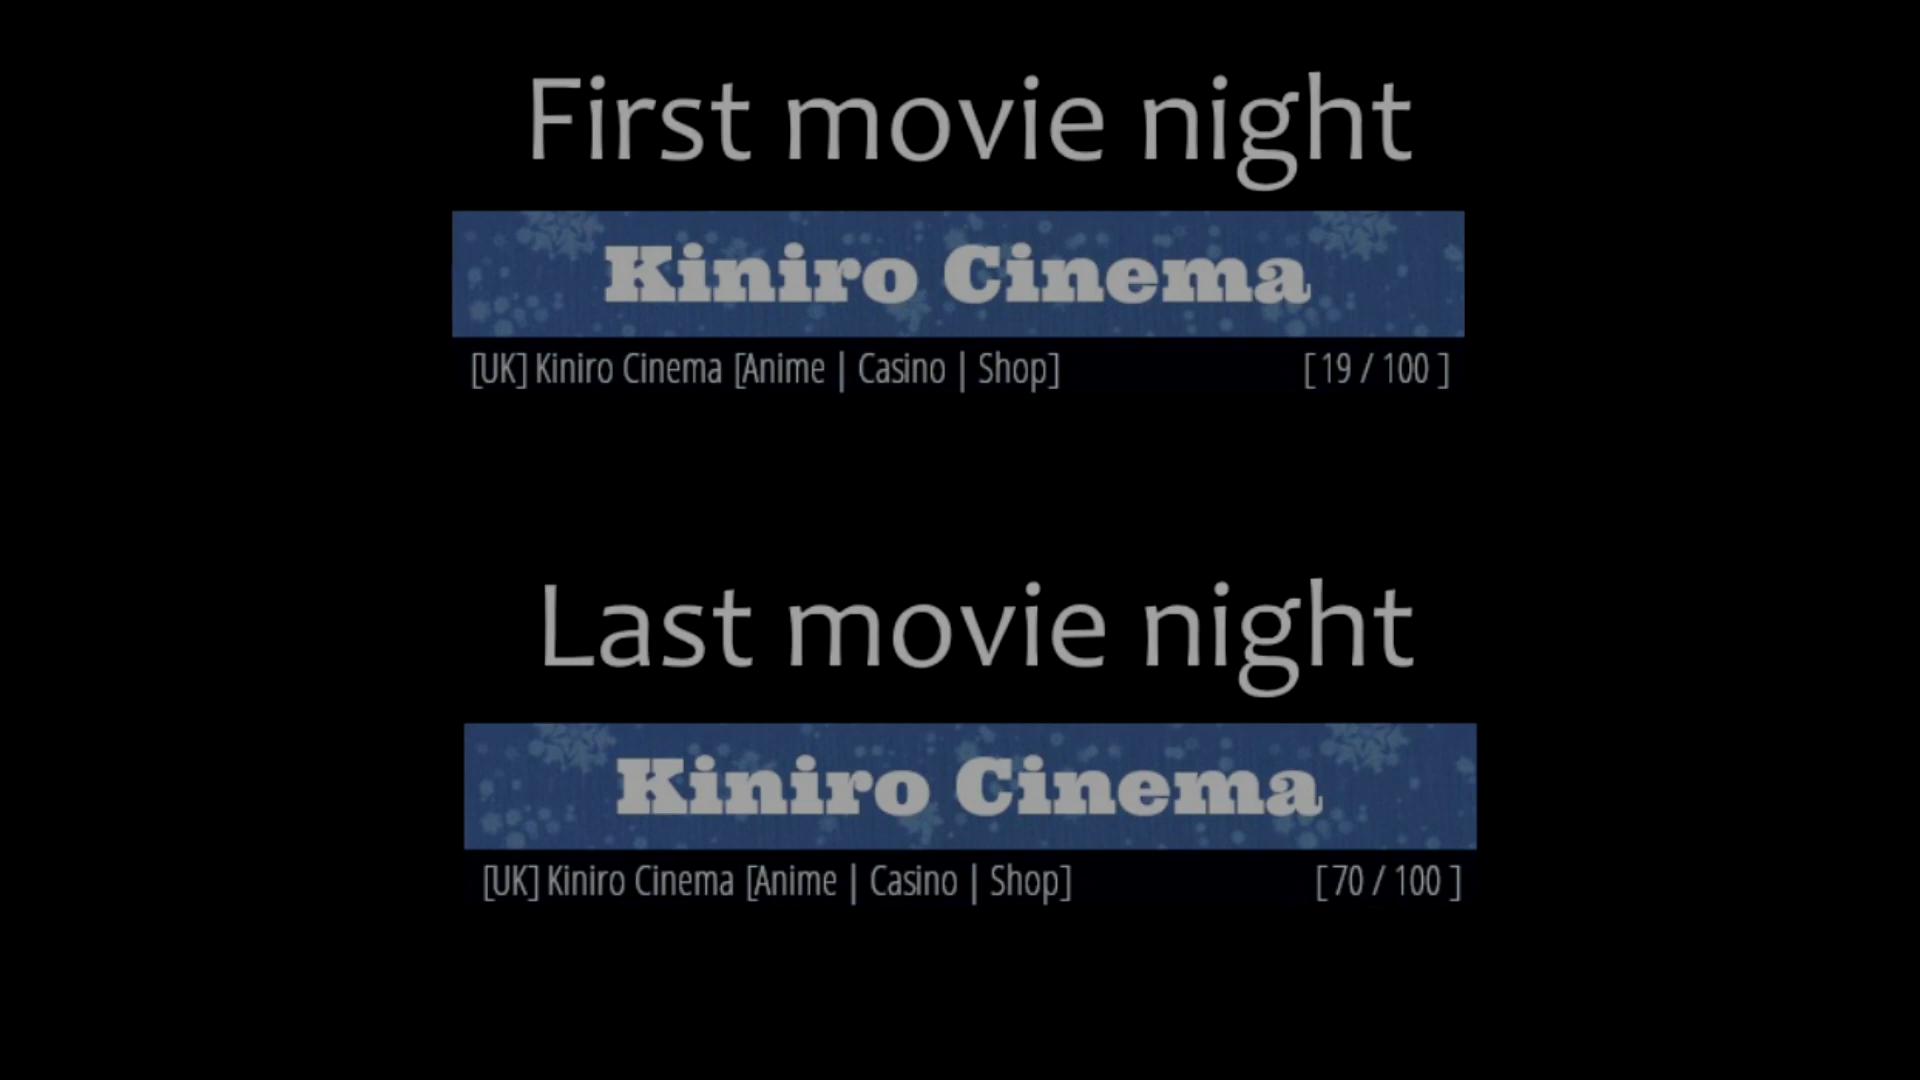 First movie night
Kiniro Cinema
[UK] Kiniro Cinema [Anime | Casino | Shop] [ 19 / 100 ]
Last movie night
Kiniro Cinema
[UK] Kiniro Cinema [Anime | Casino | Shop] [ 70 / 100 ]